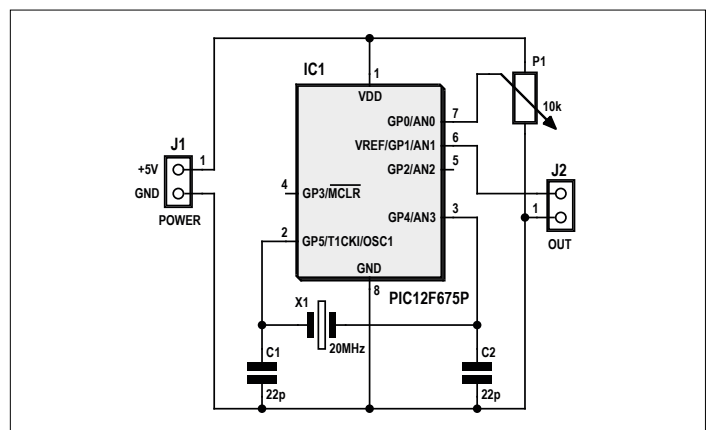 IC1
P1
1
VDD
7
GP0/AN0
10k
J1
VREF/GP1/AN1
6
+5V
1
GP2/AN2
5
J2
GND
4
GP3/MCLR
POWER
GP4/AN3
3
1
2
GP5/T1CKI/OSC1
OUT
GND
8
PIC12F675P
X1
20MHz
C1
C2
22p
22p